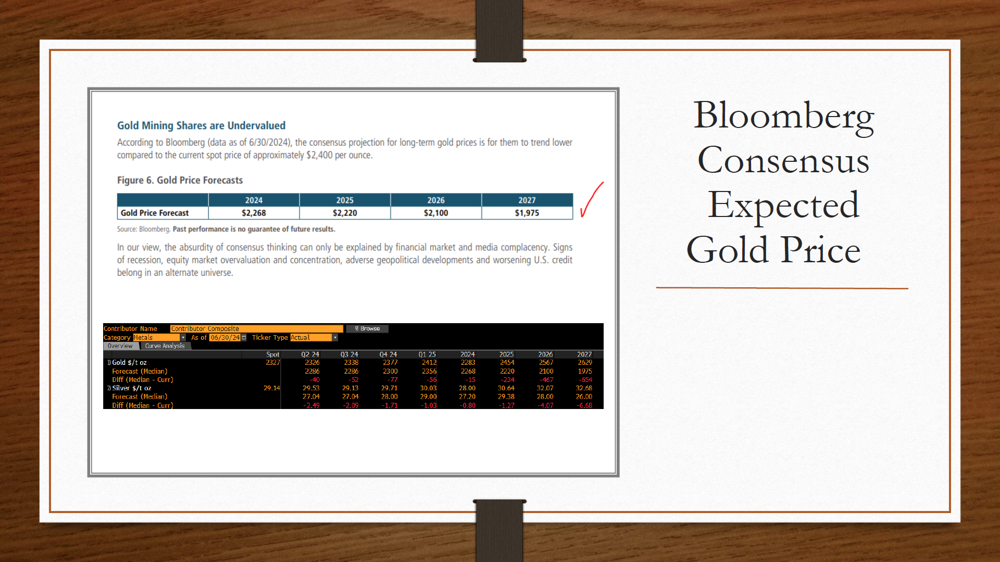 Gold Mining Shares are Undervalued
According to Bloomberg (data as of 6/30/2024), the consensus projection for long-term gold prices is for them to trend lower
compared to the current spot price of approximately $2,400 per ounce.
Figure 6. Gold Price Forecasts
2024 2025 2026 2027
Gold Price Forecast $2,268 $2,220 $2,100 $1,975
Source: Bloomberg. Past performance is no guarantee of future results.
In our view, the absurdity of consensus thinking can only be explained by financial market and media complacency. Signs
of recession, equity market overvaluation and concentration, adverse geopolitical developments and worsening U.S. credit
belong in an alternate universe.
Contributor Name Contributor Composite 9) Browse
Category Metals As of 06/30/24 Ticker Type Actual
Overview Curve Analysis
Spot Q2 24 Q3 24 Q4 24 Q1 25 2024 2025 2026 2027
1) Gold $/t oz 2327 2326 2338 2377 2412 2283 2454 2567 2629
Forecast (Median) 2286 2286 2300 2356 2268 2220 2100 1975
Diff (Median - Curr) -40 -52 -77 -56 -15 -234 -467 -654
2) Silver $/t oz 29.14 29.53 29.13 29.71 30.03 28.00 30.64 32.07 32.68
Forecast (Median) 27.04 27.04 28.00 29.00 27.20 29.38 28.00 26.00
Diff (Median - Curr) -2.49 -2.09 -1.71 -1.03 -0.80 -1.27 -4.07 -6.68
Bloomberg
Consensus
Expected
Gold Price